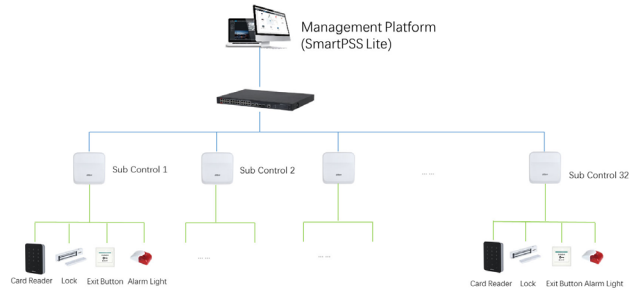 Management Platform
(SmartPSS Lite)
Sub Control 1
Sub Control 2
... ...
Sub Control 32
... ...
... ...
Card Reader Lock Exit Button Alarm Light
Card Reader Lock Exit Button Alarm Light